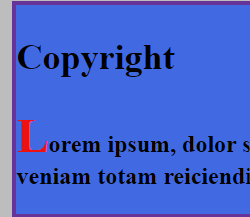 Copyright
Lorem ipsum, dolor s
veniam totam reiciendi